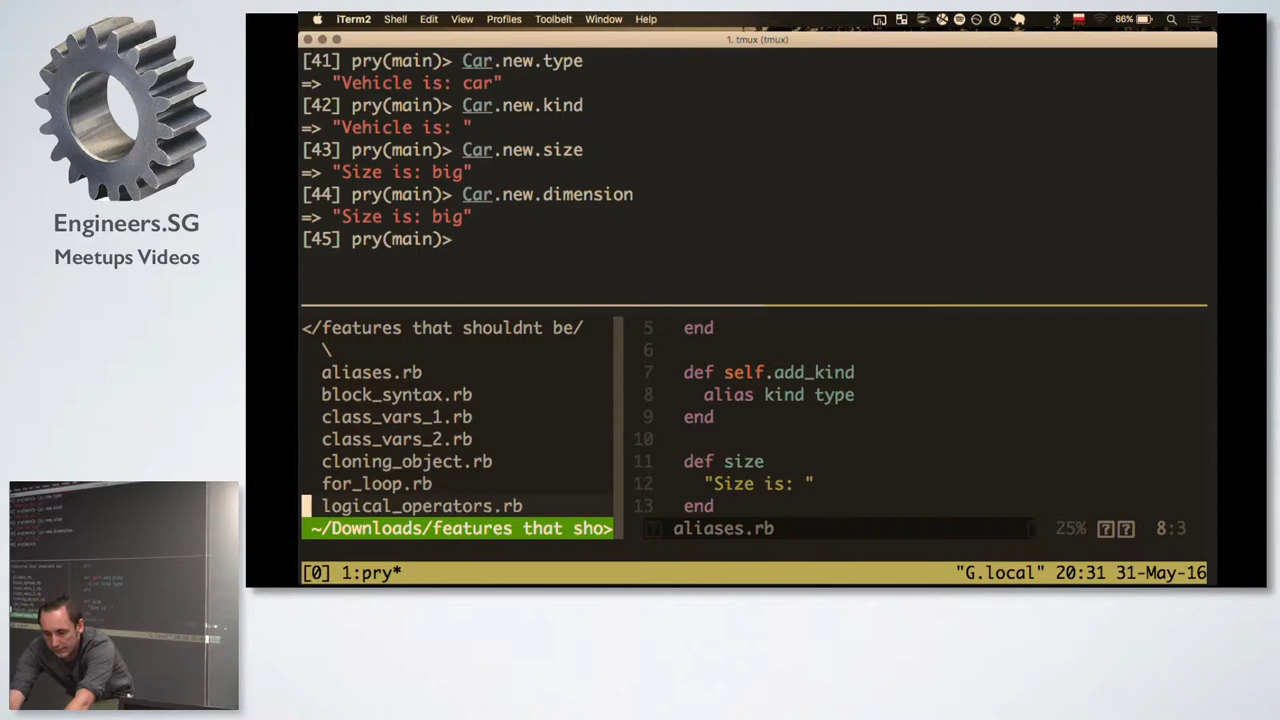 iTerm2 Shell Edit View Profiles Toolbelt Window Help 86%
1. tmux (tmux)
[41] pry(main)> Car.new.type
=> "Vehicle is: car"
[42] pry(main)> Car.new.kind
=> "Vehicle is: "
[43] pry(main)> Car.new.size
=> "Size is: big"
[44] pry(main)> Car.new.dimension
=> "Size is: big"
[45] pry(main)>
Engineers.SG
Meetups Videos
</features that shouldnt be/
\
aliases.rb
block_syntax.rb
class_vars_1.rb
class_vars_2.rb
cloning_object.rb
for_loop.rb
logical_operators.rb
~/Downloads/features that sho>
5 end
6
7 def self.add_kind
8 alias kind type
9 end
10
11 def size
12 "Size is: "
13 end
aliases.rb 25% 8:3
[0] 1:pry* "G.local" 20:31 31-May-16